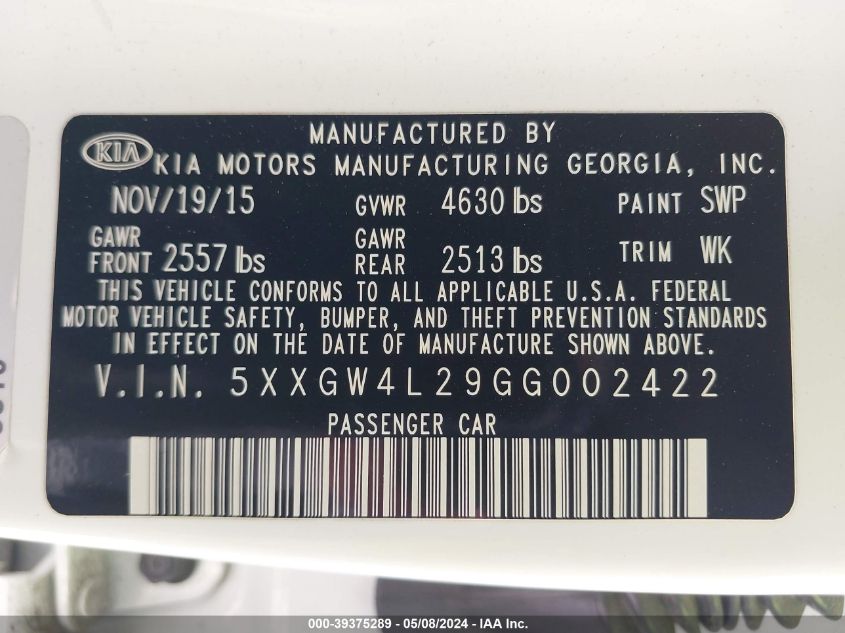 MANUFACTURED BY
KIA KIA MOTORS MANUFACTURING GEORGIA, INC.
NOV/19/15 GVWR 4630 lbs PAINT SWP
GAWR FRONT 2557 lbs GAWR REAR 2513 lbs TRIM WK
THIS VEHICLE CONFORMS TO ALL APPLICABLE U.S.A. FEDERAL
MOTOR VEHICLE SAFETY, BUMPER, AND THEFT PREVENTION STANDARDS
IN EFFECT ON THE DATE OF MANUFACTURE SHOWN ABOVE.
V.I.N. 5XXGW4L29GG002422
PASSENGER CAR
000-39375289 - 05/08/2024 - IAA Inc.